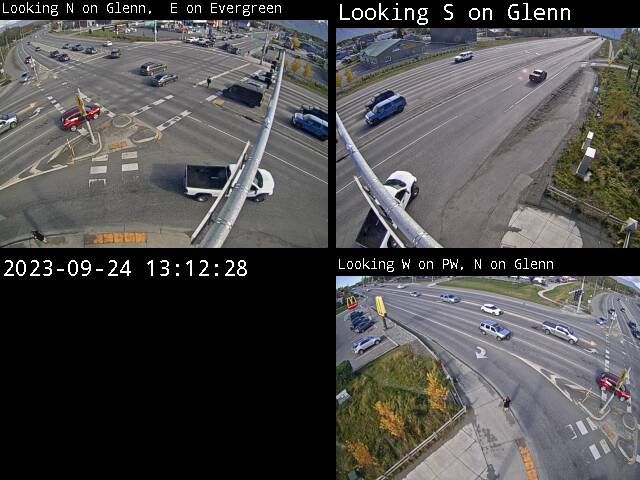 Looking N on Glenn, E on Evergreen
Looking S on Glenn
2023-09-24 13:12:28
Looking W on PW, N on Glenn